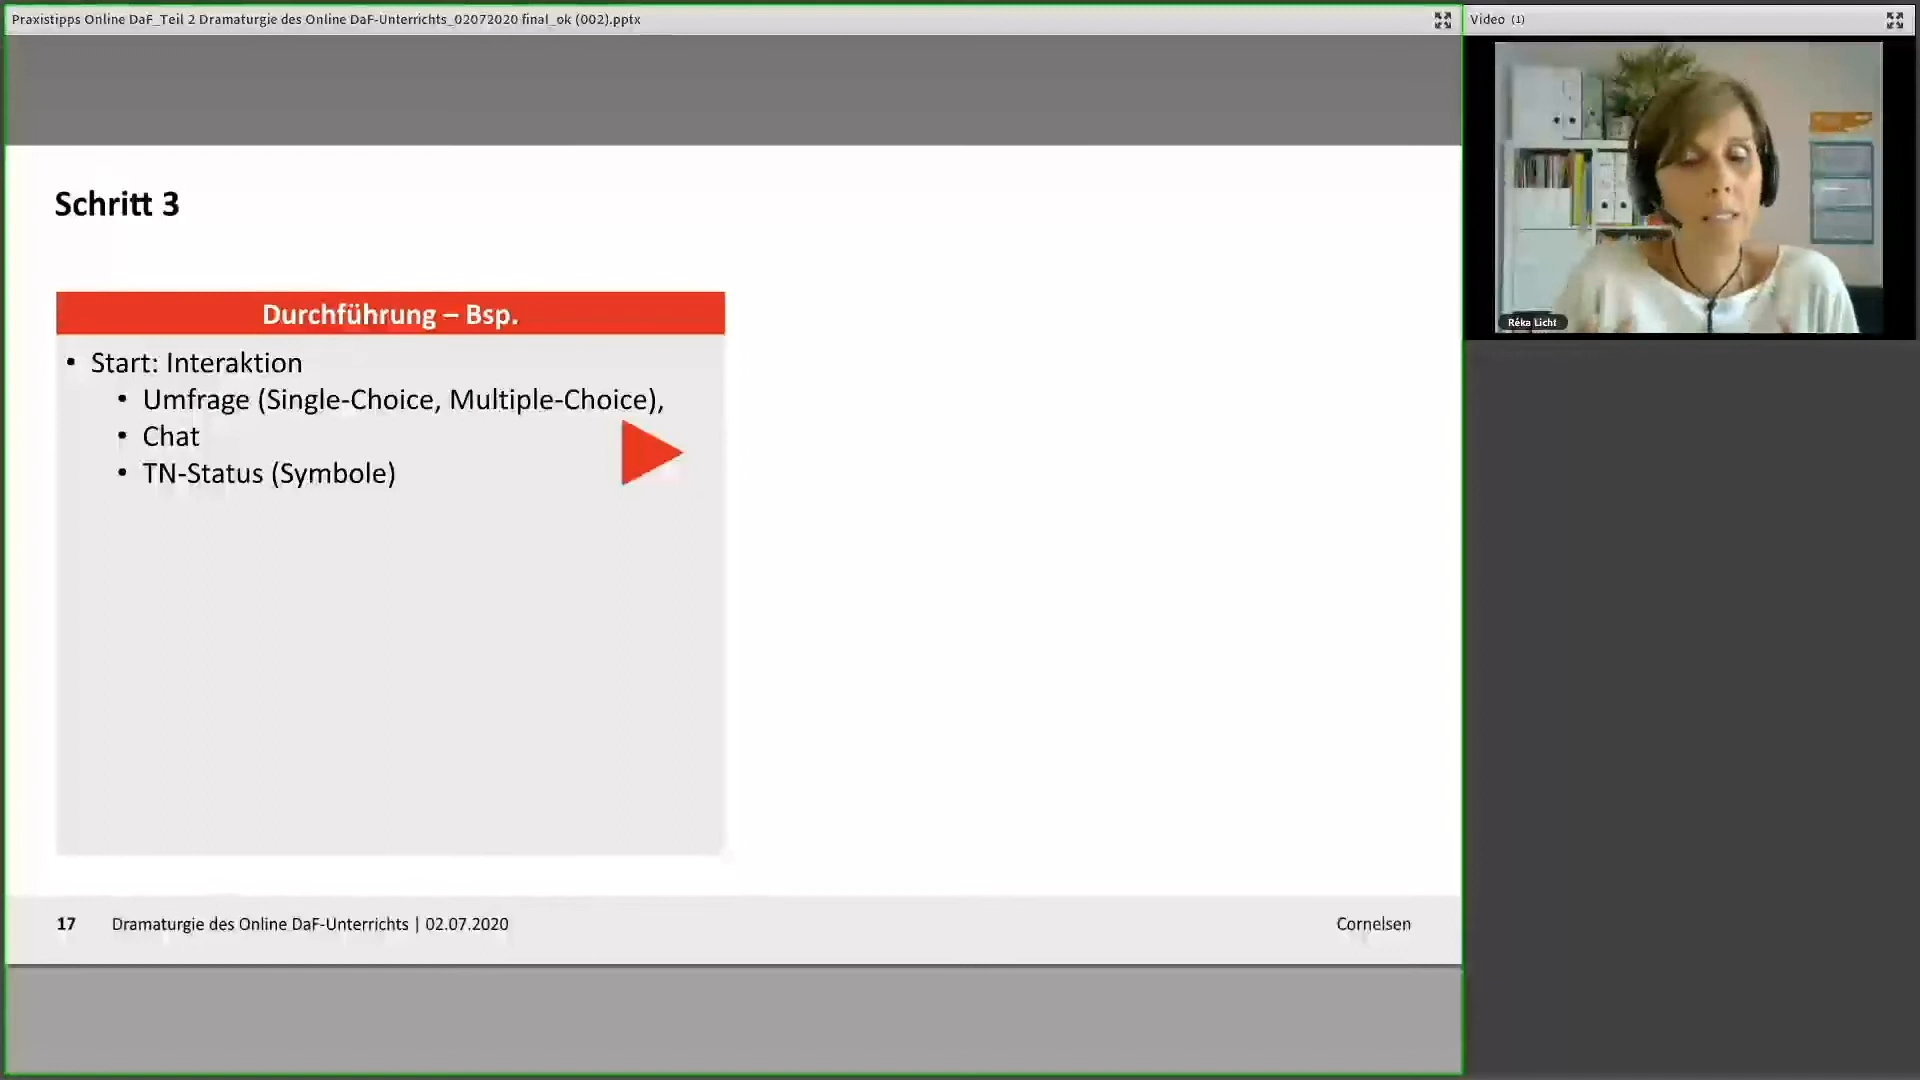 Praxistipps Online DaF_Teil 2 Dramaturgie des Online DaF-Unterrichts_02072020 final_ok (002).pptx
Video (1)
Schritt 3
Durchführung – Bsp.
• Start: Interaktion
• Umfrage (Single-Choice, Multiple-Choice),
• Chat
• TN-Status (Symbole)
17 Dramaturgie des Online DaF-Unterrichts | 02.07.2020
Cornelsen
Réka Licht